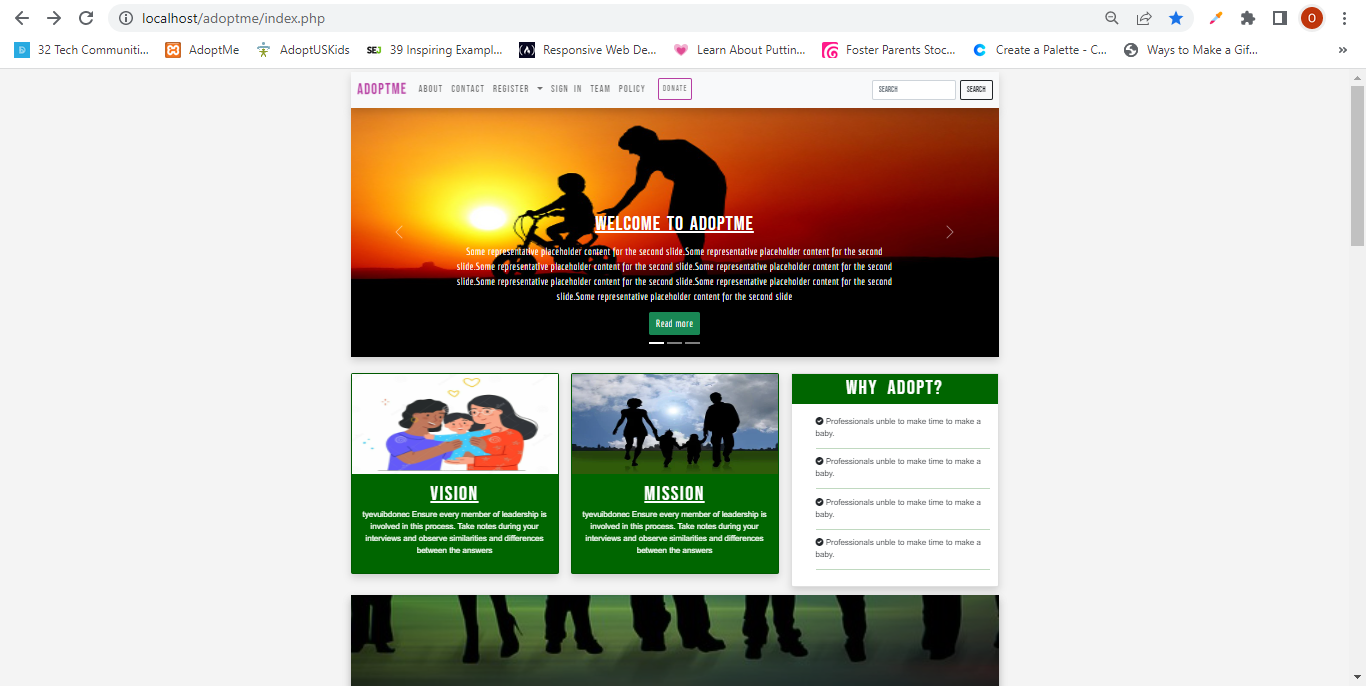 localhost/adoptme/index.php
O
32 Tech Communiti...
AdoptMe
AdoptUSKids
SEJ
39 Inspiring Exampl...
Responsive Web De...
Learn About Puttin...
Foster Parents Stoc...
Create a Palette - C...
Ways to Make a Gif...
»
ADOPTME ABOUT CONTACT REGISTER SIGN IN TEAM POLICY DONATE SEARCH SEARCH
WELCOME TO ADOPTME
Some representative placeholder content for the second slide.Some representative placeholder content for the second
slide.Some representative placeholder content for the second slide.Some representative placeholder content for the second
slide.Some representative placeholder content for the second slide.Some representative placeholder content for the second
slide.Some representative placeholder content for the second slide
Read more
VISION
tyevuibdonec Ensure every member of leadership is
involved in this process. Take notes during your
interviews and observe similarities and differences
between the answers
MISSION
tyevuibdonec Ensure every member of leadership is
involved in this process. Take notes during your
interviews and observe similarities and differences
between the answers
WHY ADOPT?
Professionals unble to make time to make a
baby.
Professionals unble to make time to make a
baby.
Professionals unble to make time to make a
baby.
Professionals unble to make time to make a
baby.